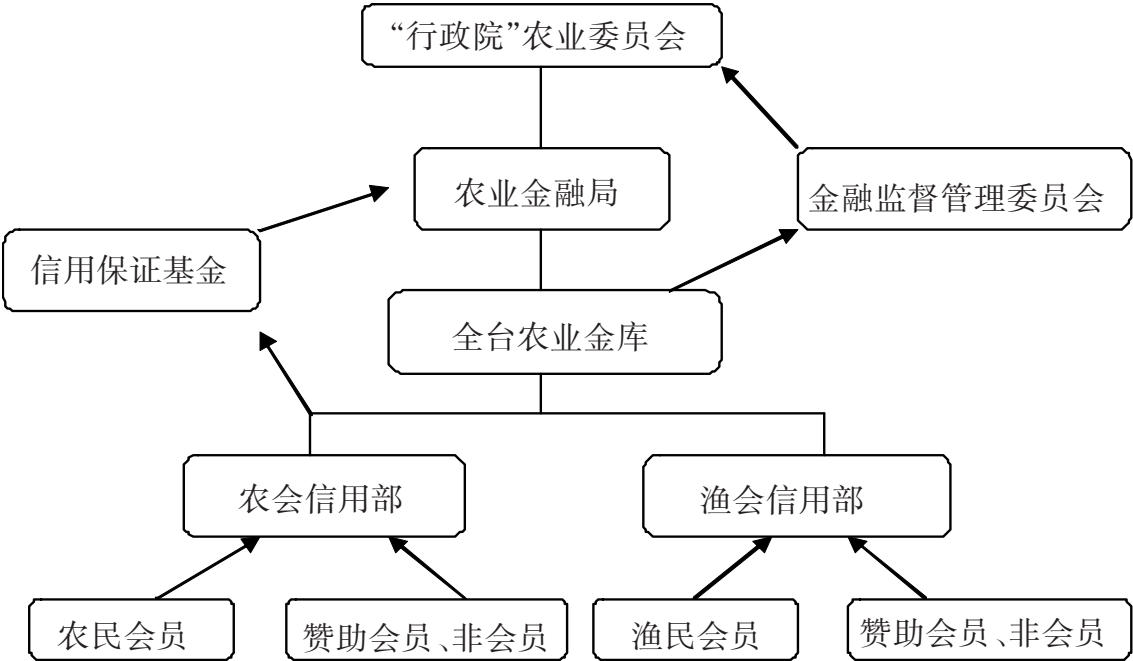 “行政院”农业委员会
农业金融局
金融监督管理委员会
信用保证基金
全台农业金库
农会信用部
渔会信用部
农民会员
赞助会员、非会员
渔民会员
赞助会员、非会员